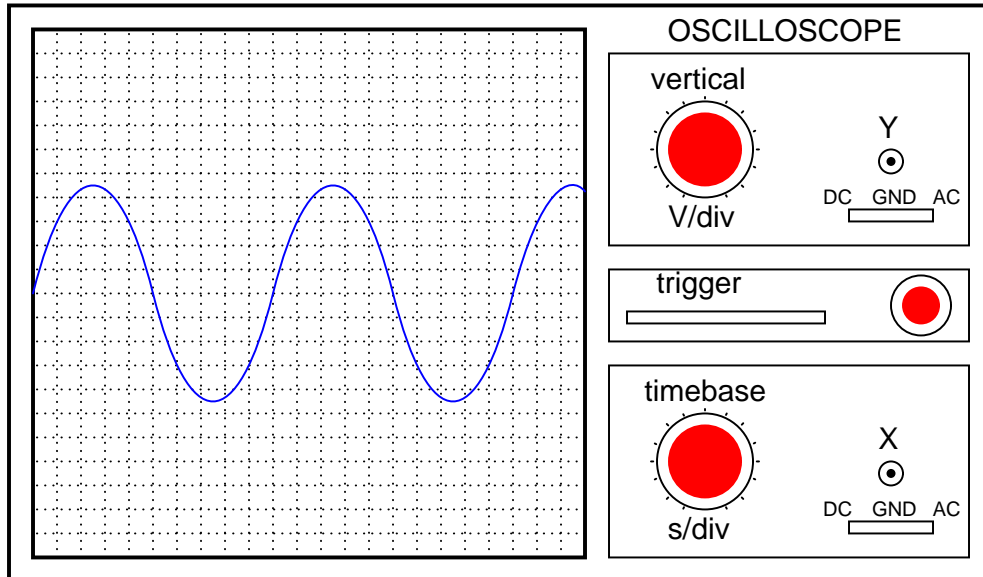 OSCILLOSCOPE
vertical
Y
V/div
DC GND AC
trigger
timebase
X
s/div
DC GND AC